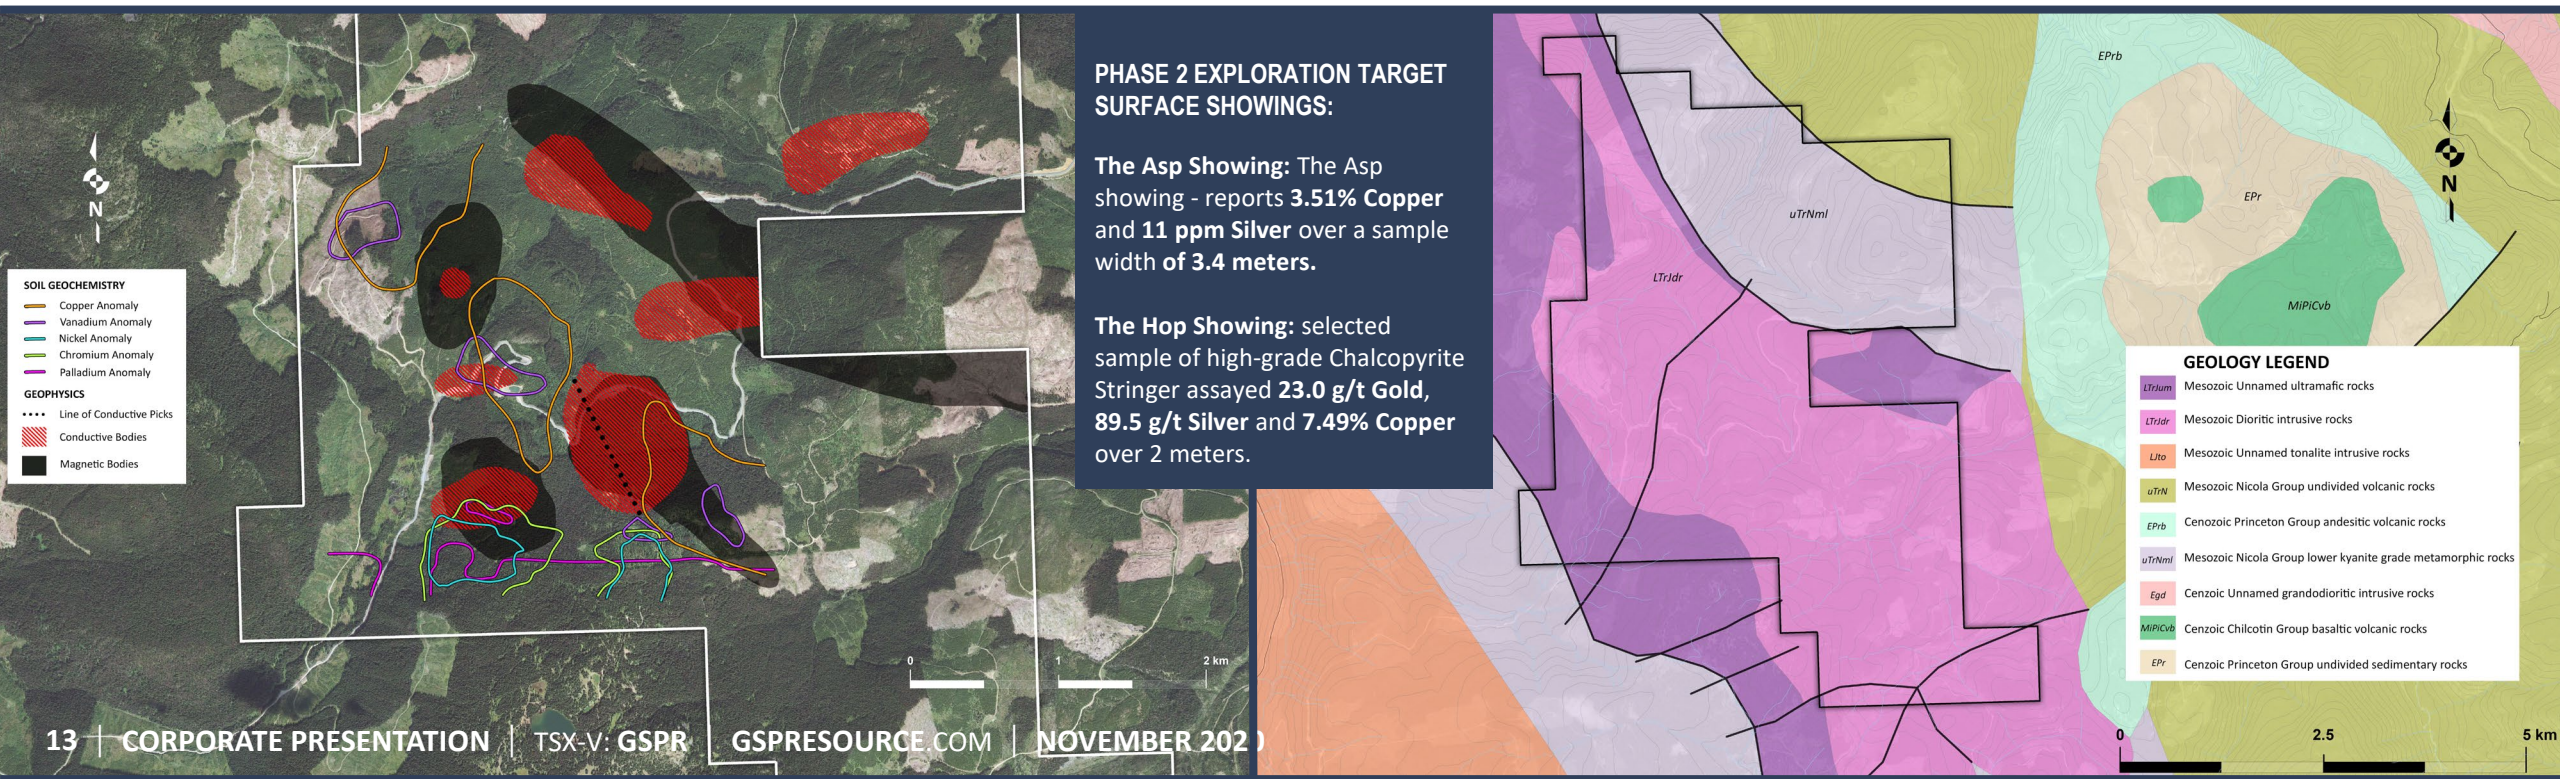 N
SOIL GEOCHEMISTRY
Copper Anomaly
Vanadium Anomaly
Nickel Anomaly
Chromium Anomaly
Palladium Anomaly
GEOPHYSICS
Line of Conductive Picks
Conductive Bodies
Magnetic Bodies
0 1 2 km
PHASE 2 EXPLORATION TARGET
SURFACE SHOWINGS:
The Asp Showing: The Asp
showing - reports 3.51% Copper
and 11 ppm Silver over a sample
width of 3.4 meters.
The Hop Showing: selected
sample of high-grade Chalcopyrite
Stringer assayed 23.0 g/t Gold,
89.5 g/t Silver and 7.49% Copper
over 2 meters.
EPrb
N
EPr
uTrNml
LTrJdr
MiPiCvb
GEOLOGY LEGEND
LTrJum Mesozoic Unnamed ultramafic rocks
LTrJdr Mesozoic Dioritic intrusive rocks
LJto Mesozoic Unnamed tonalite intrusive rocks
uTrN Mesozoic Nicola Group undivided volcanic rocks
EPrb Cenozoic Princeton Group andesitic volcanic rocks
uTrNml Mesozoic Nicola Group lower kyanite grade metamorphic rocks
Egd Cenzoic Unnamed grandodioritic intrusive rocks
MiPiCvb Cenzoic Chilcotin Group basaltic volcanic rocks
EPr Cenzoic Princeton Group undivided sedimentary rocks
0 2.5 5 km
13 | CORPORATE PRESENTATION | TSX-V: GSPR | GSPRESOURCE.COM | NOVEMBER 2020